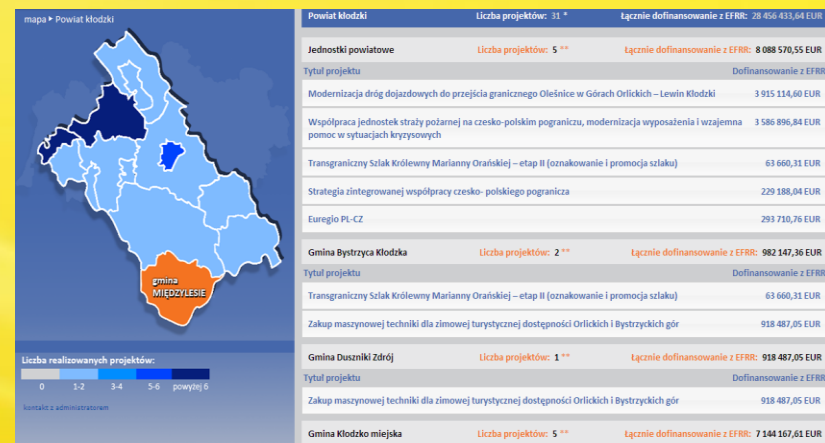 mapa ▸ Powiat kłodzki
gmina
MIĘDZYLESIE
Liczba realizowanych projektów:
0 1-2 3-4 5-6 powyżej 6
kontakt z administratorem
Powiat kłodzki Liczba projektów: 31 * Łącznie dofinansowanie z EFRR: 28 456 433,64 EUR
Jednostki powiatowe Liczba projektów: 5 ** Łącznie dofinansowanie z EFRR: 8 088 570,55 EUR
Tytuł projektu Dofinansowanie z EFRR
Modernizacja dróg dojazdowych do przejścia granicznego Olešnice w Górach Orlickich – Lewin Kłodzki 3 915 114,60 EUR
Współpraca jednostek straży pożarnej na czesko-polskim pograniczu, modernizacja wyposażenia i wzajemna 3 586 896,84 EUR
pomoc w sytuacjach kryzysowych
Transgraniczny Szlak Królewny Marianny Orańskiej – etap II (oznakowanie i promocja szlaku) 63 660,31 EUR
Strategia zintegrowanej współpracy czesko- polskiego pogranicza 229 188,04 EUR
Euregio PL-CZ 293 710,76 EUR
Gmina Bystrzyca Kłodzka Liczba projektów: 2 ** Łącznie dofinansowanie z EFRR: 982 147,36 EUR
Tytuł projektu Dofinansowanie z EFRR
Transgraniczny Szlak Królewny Marianny Orańskiej – etap II (oznakowanie i promocja szlaku) 63 660,31 EUR
Zakup maszynowej techniki dla zimowej turystycznej dostępności Orlickich i Bystrzyckich gór 918 487,05 EUR
Gmina Duszniki Zdrój Liczba projektów: 1 ** Łącznie dofinansowanie z EFRR: 918 487,05 EUR
Tytuł projektu Dofinansowanie z EFRR
Zakup maszynowej techniki dla zimowej turystycznej dostępności Orlickich i Bystrzyckich gór 918 487,05 EUR
Gmina Kłodzko miejska Liczba projektów: 5 ** Łącznie dofinansowanie z EFRR: 7 144 167,61 EUR